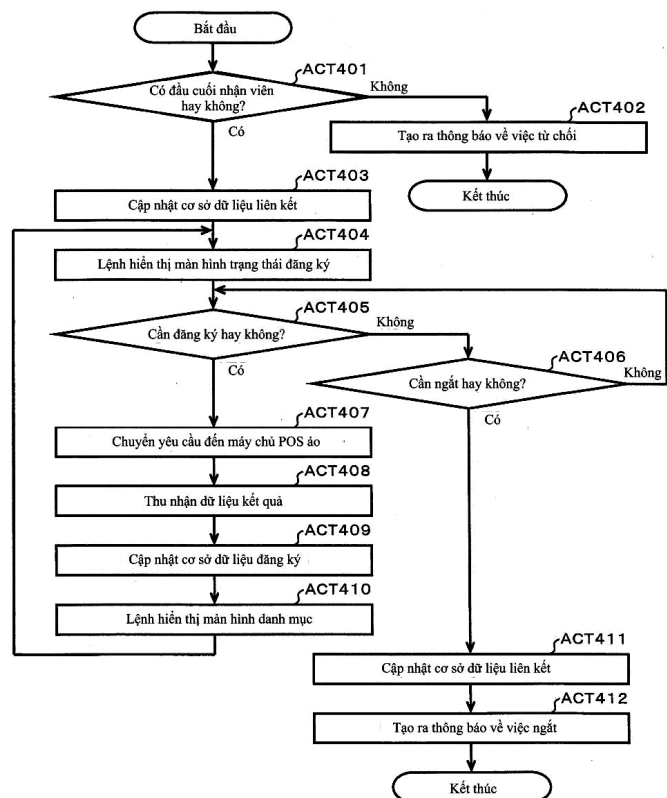 Bắt đầu
ACT401
Có đầu cuối nhận viên
hay không?
Không
Có
ACT402
Tạo ra thông báo về việc từ chối
Kết thúc
ACT403
Cập nhật cơ sở dữ liệu liên kết
ACT404
Lệnh hiển thị màn hình trạng thái đăng ký
ACT405
Cần đăng ký hay không?
Không
Có
ACT406
Cần ngắt hay không?
Không
Có
ACT407
Chuyển yêu cầu đến máy chủ POS ảo
ACT408
Thu nhận dữ liệu kết quả
ACT409
Cập nhật cơ sở dữ liệu đăng ký
ACT410
Lệnh hiển thị màn hình danh mục
ACT411
Cập nhật cơ sở dữ liệu liên kết
ACT412
Tạo ra thông báo về việc ngắt
Kết thúc